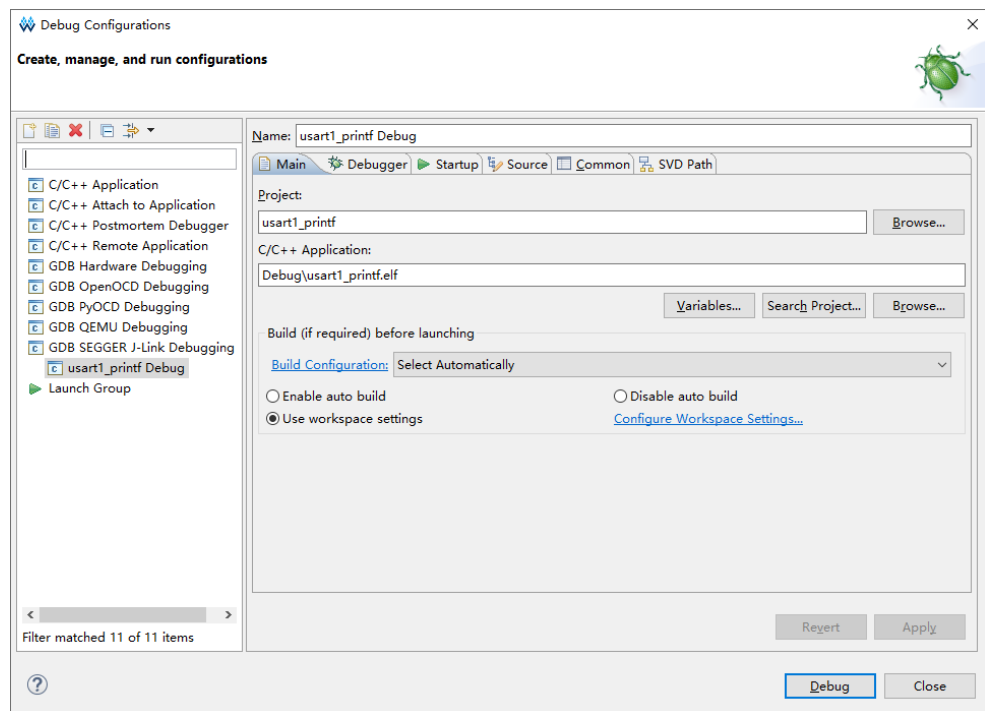 Debug Configurations
Create, manage, and run configurations
Name: usart1_printf Debug
Main Debugger Startup Source Common SVD Path
C/C++ Application
C/C++ Attach to Application
C/C++ Postmortem Debugger
C/C++ Remote Application
GDB Hardware Debugging
GDB OpenOCD Debugging
GDB PyOCD Debugging
GDB QEMU Debugging
GDB SEGGER J-Link Debugging
usart1_printf Debug
Launch Group
Filter matched 11 of 11 items
Project:
usart1_printf Browse...
C/C++ Application:
Debug\usart1_printf.elf
Variables... Search Project... Browse...
Build (if required) before launching
Build Configuration: Select Automatically
Enable auto build Disable auto build
Use workspace settings Configure Workspace Settings...
Revert Apply
Debug Close